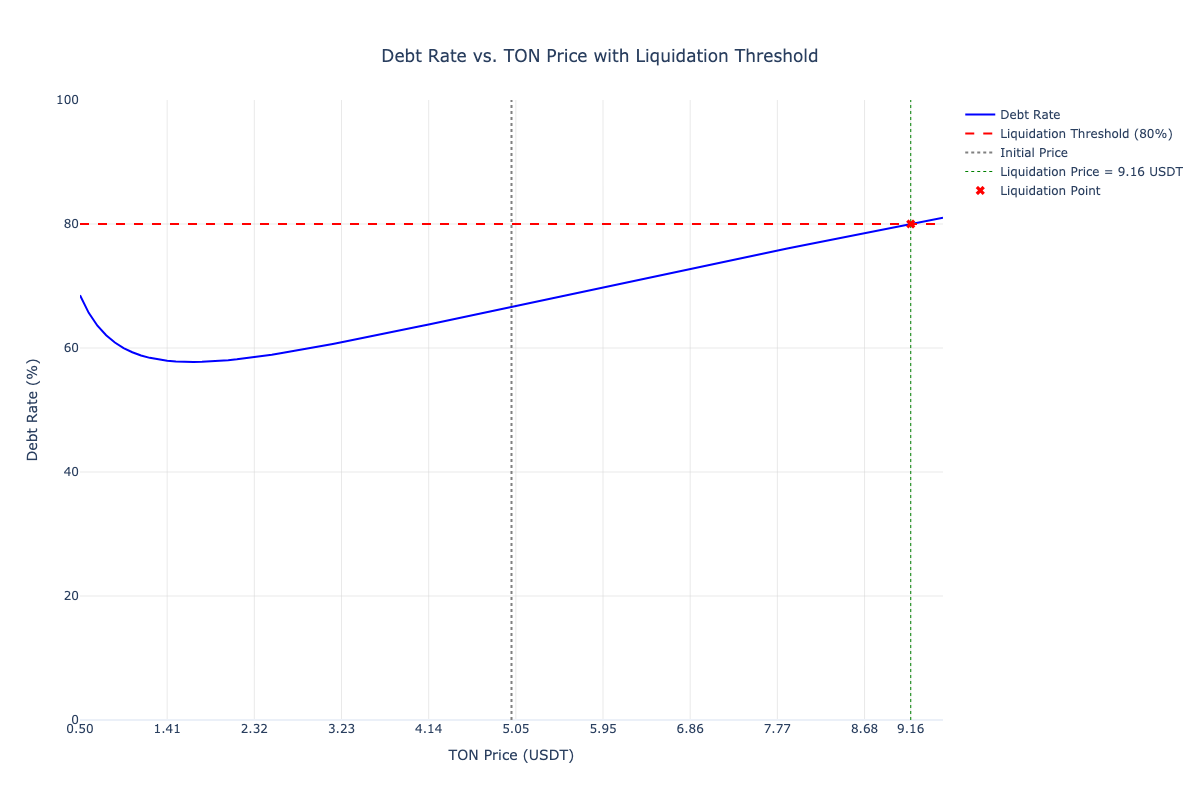 Debt Rate vs. TON Price with Liquidation Threshold
100
80
60
40
20
0
Debt Rate (%)
0.50 1.41 2.32 3.23 4.14 5.05 5.95 6.86 7.77 8.68 9.16
TON Price (USDT)
Debt Rate
Liquidation Threshold (80%)
Initial Price
Liquidation Price = 9.16 USDT
Liquidation Point